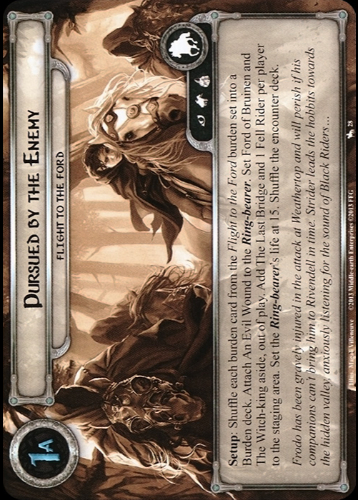 1A
PURSUED BY THE ENEMY
FLIGHT TO THE FORD
Setup: Shuffle each burden card from the Flight to the Ford burden set into a
Burden deck. Attach An Evil Wound to the Ring-bearer. Set Ford of Bruinen and
The Witch-king aside, out of play. Add The Last Bridge and 1 Fell Rider per player
to the staging area. Set the Ring-bearer's life at 15. Shuffle the encounter deck.
Frodo has been gravely injured in the attack at Weathertop and will perish if his
companions can't bring him to Rivendell in time. Strider leads the hobbits towards
the hidden valley, anxiously listening for the sound of Black Riders…
Illus. Magali Villeneuve ©2013 Middle-earth Enterprises ©2013 FFG 28